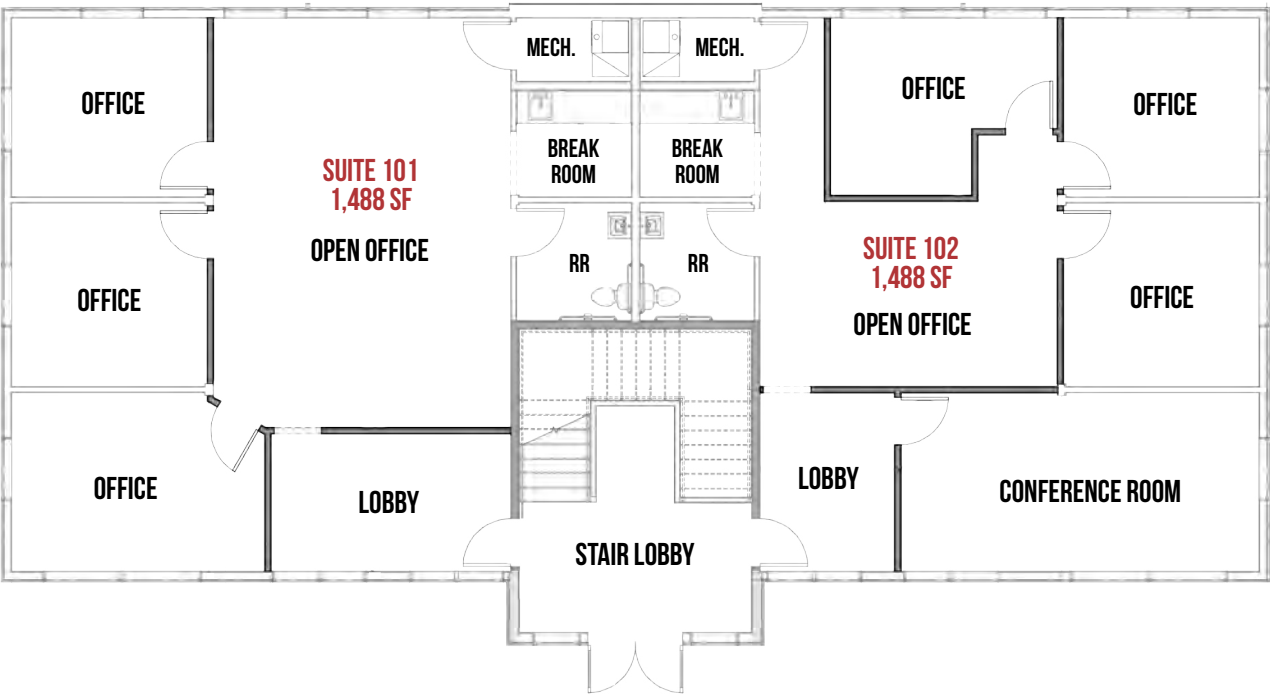 MECH.
MECH.
OFFICE
OFFICE
OFFICE
BREAK
ROOM
BREAK
ROOM
SUITE 101
1,488 SF
OPEN OFFICE
RR
RR
SUITE 102
1,488 SF
OPEN OFFICE
OFFICE
OFFICE
OFFICE
LOBBY
STAIR LOBBY
LOBBY
CONFERENCE ROOM